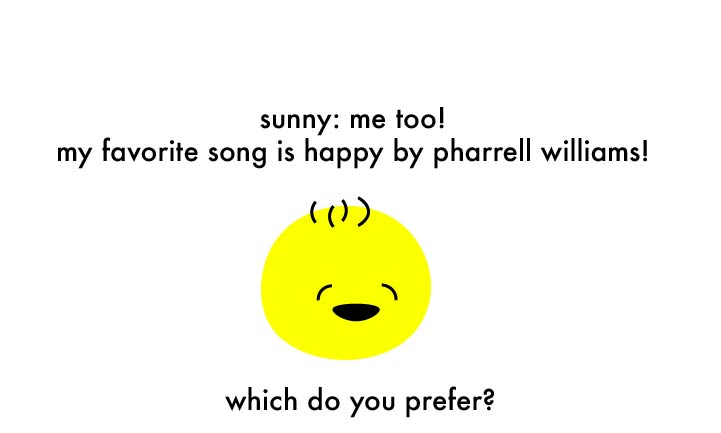 sunny: me too!
my favorite song is happy by pharrell williams!
which do you prefer?